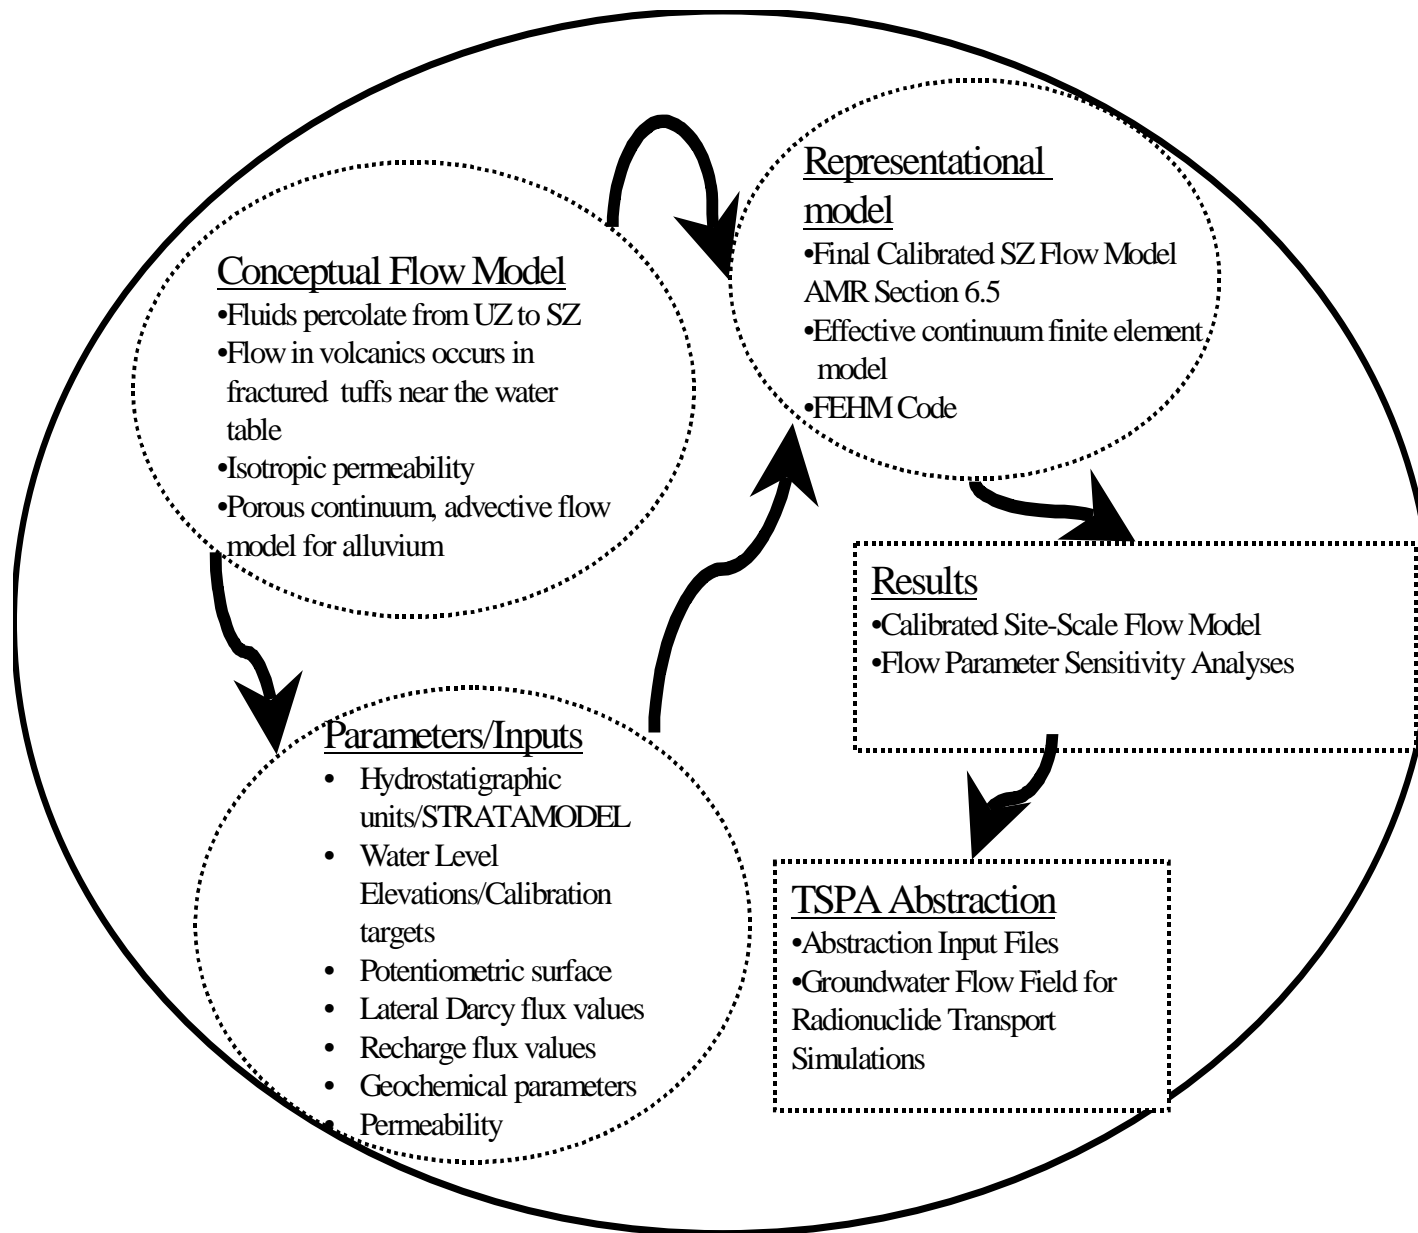 Conceptual Flow Model
•Fluids percolate from UZ to SZ
•Flow in volcanics occurs in
fractured tuffs near the water
table
•Isotropic permeability
•Porous continuum, advective flow
model for alluvium
Representational
model
•Final Calibrated SZ Flow Model
AMR Section 6.5
•Effective continuum finite element
model
•FEHM Code
Parameters/Inputs
• Hydrostatigraphic
units/STRATAMODEL
• Water Level
Elevations/Calibration
targets
• Potentiometric surface
• Lateral Darcy flux values
• Recharge flux values
• Geochemical parameters
• Permeability
Results
•Calibrated Site-Scale Flow Model
•Flow Parameter Sensitivity Analyses
TSPA Abstraction
•Abstraction Input Files
•Groundwater Flow Field for
Radionuclide Transport
Simulations